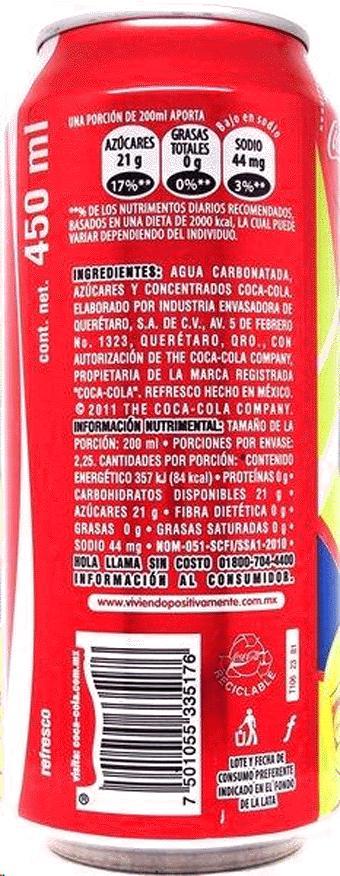 UNA PORCIÓN DE 200ml APORTA
Bajo en sodio
AZÚCARES
21 g
17%**
GRASAS
TOTALES
0 g
0%**
SODIO
44 mg
3%**
**% DE LOS NUTRIMENTOS DIARIOS RECOMENDADOS,
BASADOS EN UNA DIETA DE 2000 kcal, LA CUAL PUEDE
VARIAR DEPENDIENDO DEL INDIVIDUO.
cont. net. 450 ml
INGREDIENTES: AGUA CARBONATADA,
AZÚCARES Y CONCENTRADOS COCA-COLA.
ELABORADO POR INDUSTRIA ENVASADORA DE
QUERÉTARO, S.A. DE C.V., AV. 5 DE FEBRERO
No. 1323, QUERÉTARO, QRO., CON
AUTORIZACIÓN DE THE COCA-COLA COMPANY,
PROPIETARIA DE LA MARCA REGISTRADA
"COCA-COLA". REFRESCO HECHO EN MÉXICO.
© 2011 THE COCA-COLA COMPANY.
INFORMACIÓN NUTRIMENTAL: TAMAÑO DE LA
PORCIÓN: 200 ml • PORCIONES POR ENVASE:
2,25. CANTIDADES POR PORCIÓN: CONTENIDO
ENERGÉTICO 357 kJ (84 kcal) • PROTEÍNAS 0 g •
CARBOHIDRATOS DISPONIBLES 21 g •
AZÚCARES 21 g • FIBRA DIETÉTICA 0 g •
GRASAS 0 g • GRASAS SATURADAS 0 g •
SODIO 44 mg • NOM-051-SCFI/SSA1-2010 •
HOLA LLAMA SIN COSTO 01800-704-4400
INFORMACIÓN AL CONSUMIDOR.
www.viviendopositivamente.com.mx
refresco
visita: coca-cola.com.mx
®
7 501055 335176
Coca-Cola
RECICLABLE
1106 23 B1
LOTE Y FECHA DE
CONSUMO PREFERENTE
INDICADO EN EL FONDO
DE LA LATA